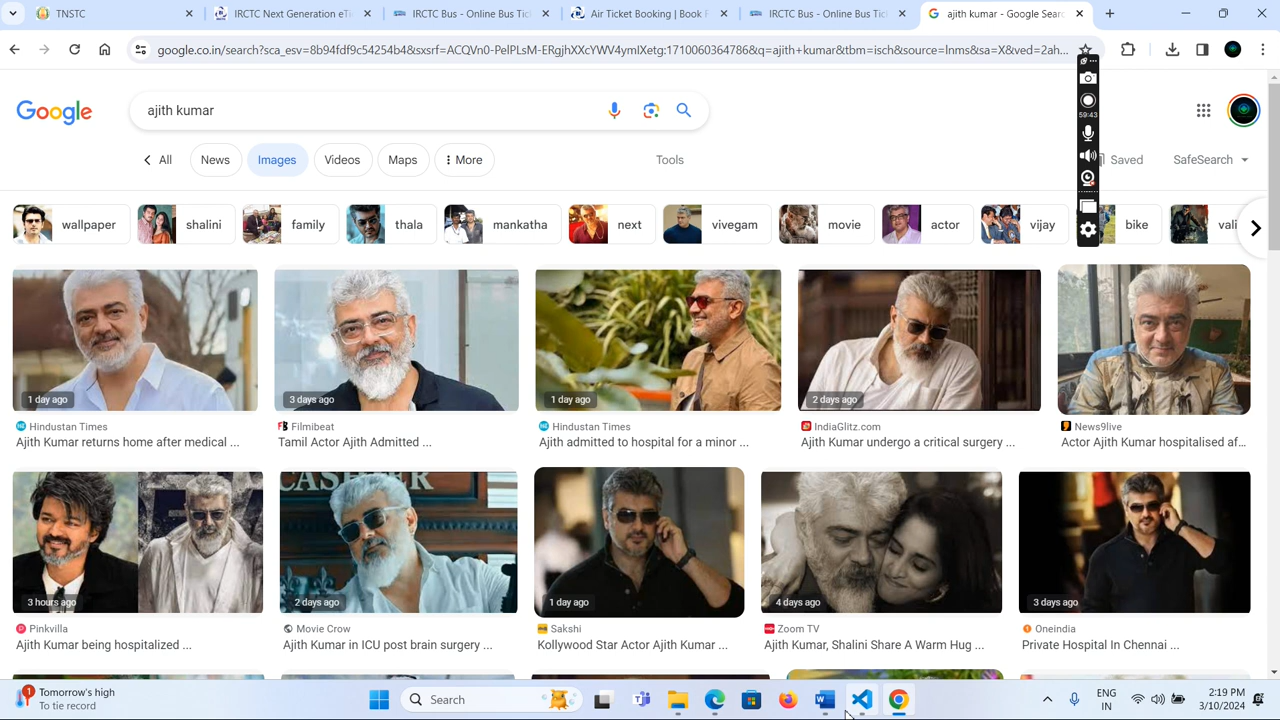 TNSTC
IRCTC Next Generation eTi
IRCTC Bus - Online Bus Tick
Air Ticket Booking | Book F
IRCTC Bus - Online Bus Tick
ajith kumar - Google Searc
google.co.in/search?sca_esv=8b94fdf9c54254b4&sxsrf=ACQVn0-PeIPLsM-ERgjhXXcYWV4ymlXetg:1710060364786&q=ajith+kumar&tbm=isch&source=lnms&sa=X&ved=2ah...
Google
ajith kumar
59:43
All
News
Images
Videos
Maps
More
Tools
Saved
SafeSearch
wallpaper
shalini
family
thala
mankatha
next
vivegam
movie
actor
vijay
bike
vali
1 day ago
3 days ago
1 day ago
2 days ago
Hindustan Times
Filmibeat
Hindustan Times
IndiaGlitz.com
News9live
Ajith Kumar returns home after medical ...
Tamil Actor Ajith Admitted ...
Ajith admitted to hospital for a minor ...
Ajith Kumar undergo a critical surgery ...
Actor Ajith Kumar hospitalised af...
CASHIER
3 hours ago
2 days ago
1 day ago
4 days ago
3 days ago
Pinkvilla
Movie Crow
Sakshi
Zoom TV
Oneindia
Ajith Kumar being hospitalized ...
Ajith Kumar in ICU post brain surgery ...
Kollywood Star Actor Ajith Kumar ...
Ajith Kumar, Shalini Share A Warm Hug ...
Private Hospital In Chennai ...
1
Tomorrow's high
To tie record
Search
ENG
IN
2:19 PM
3/10/2024